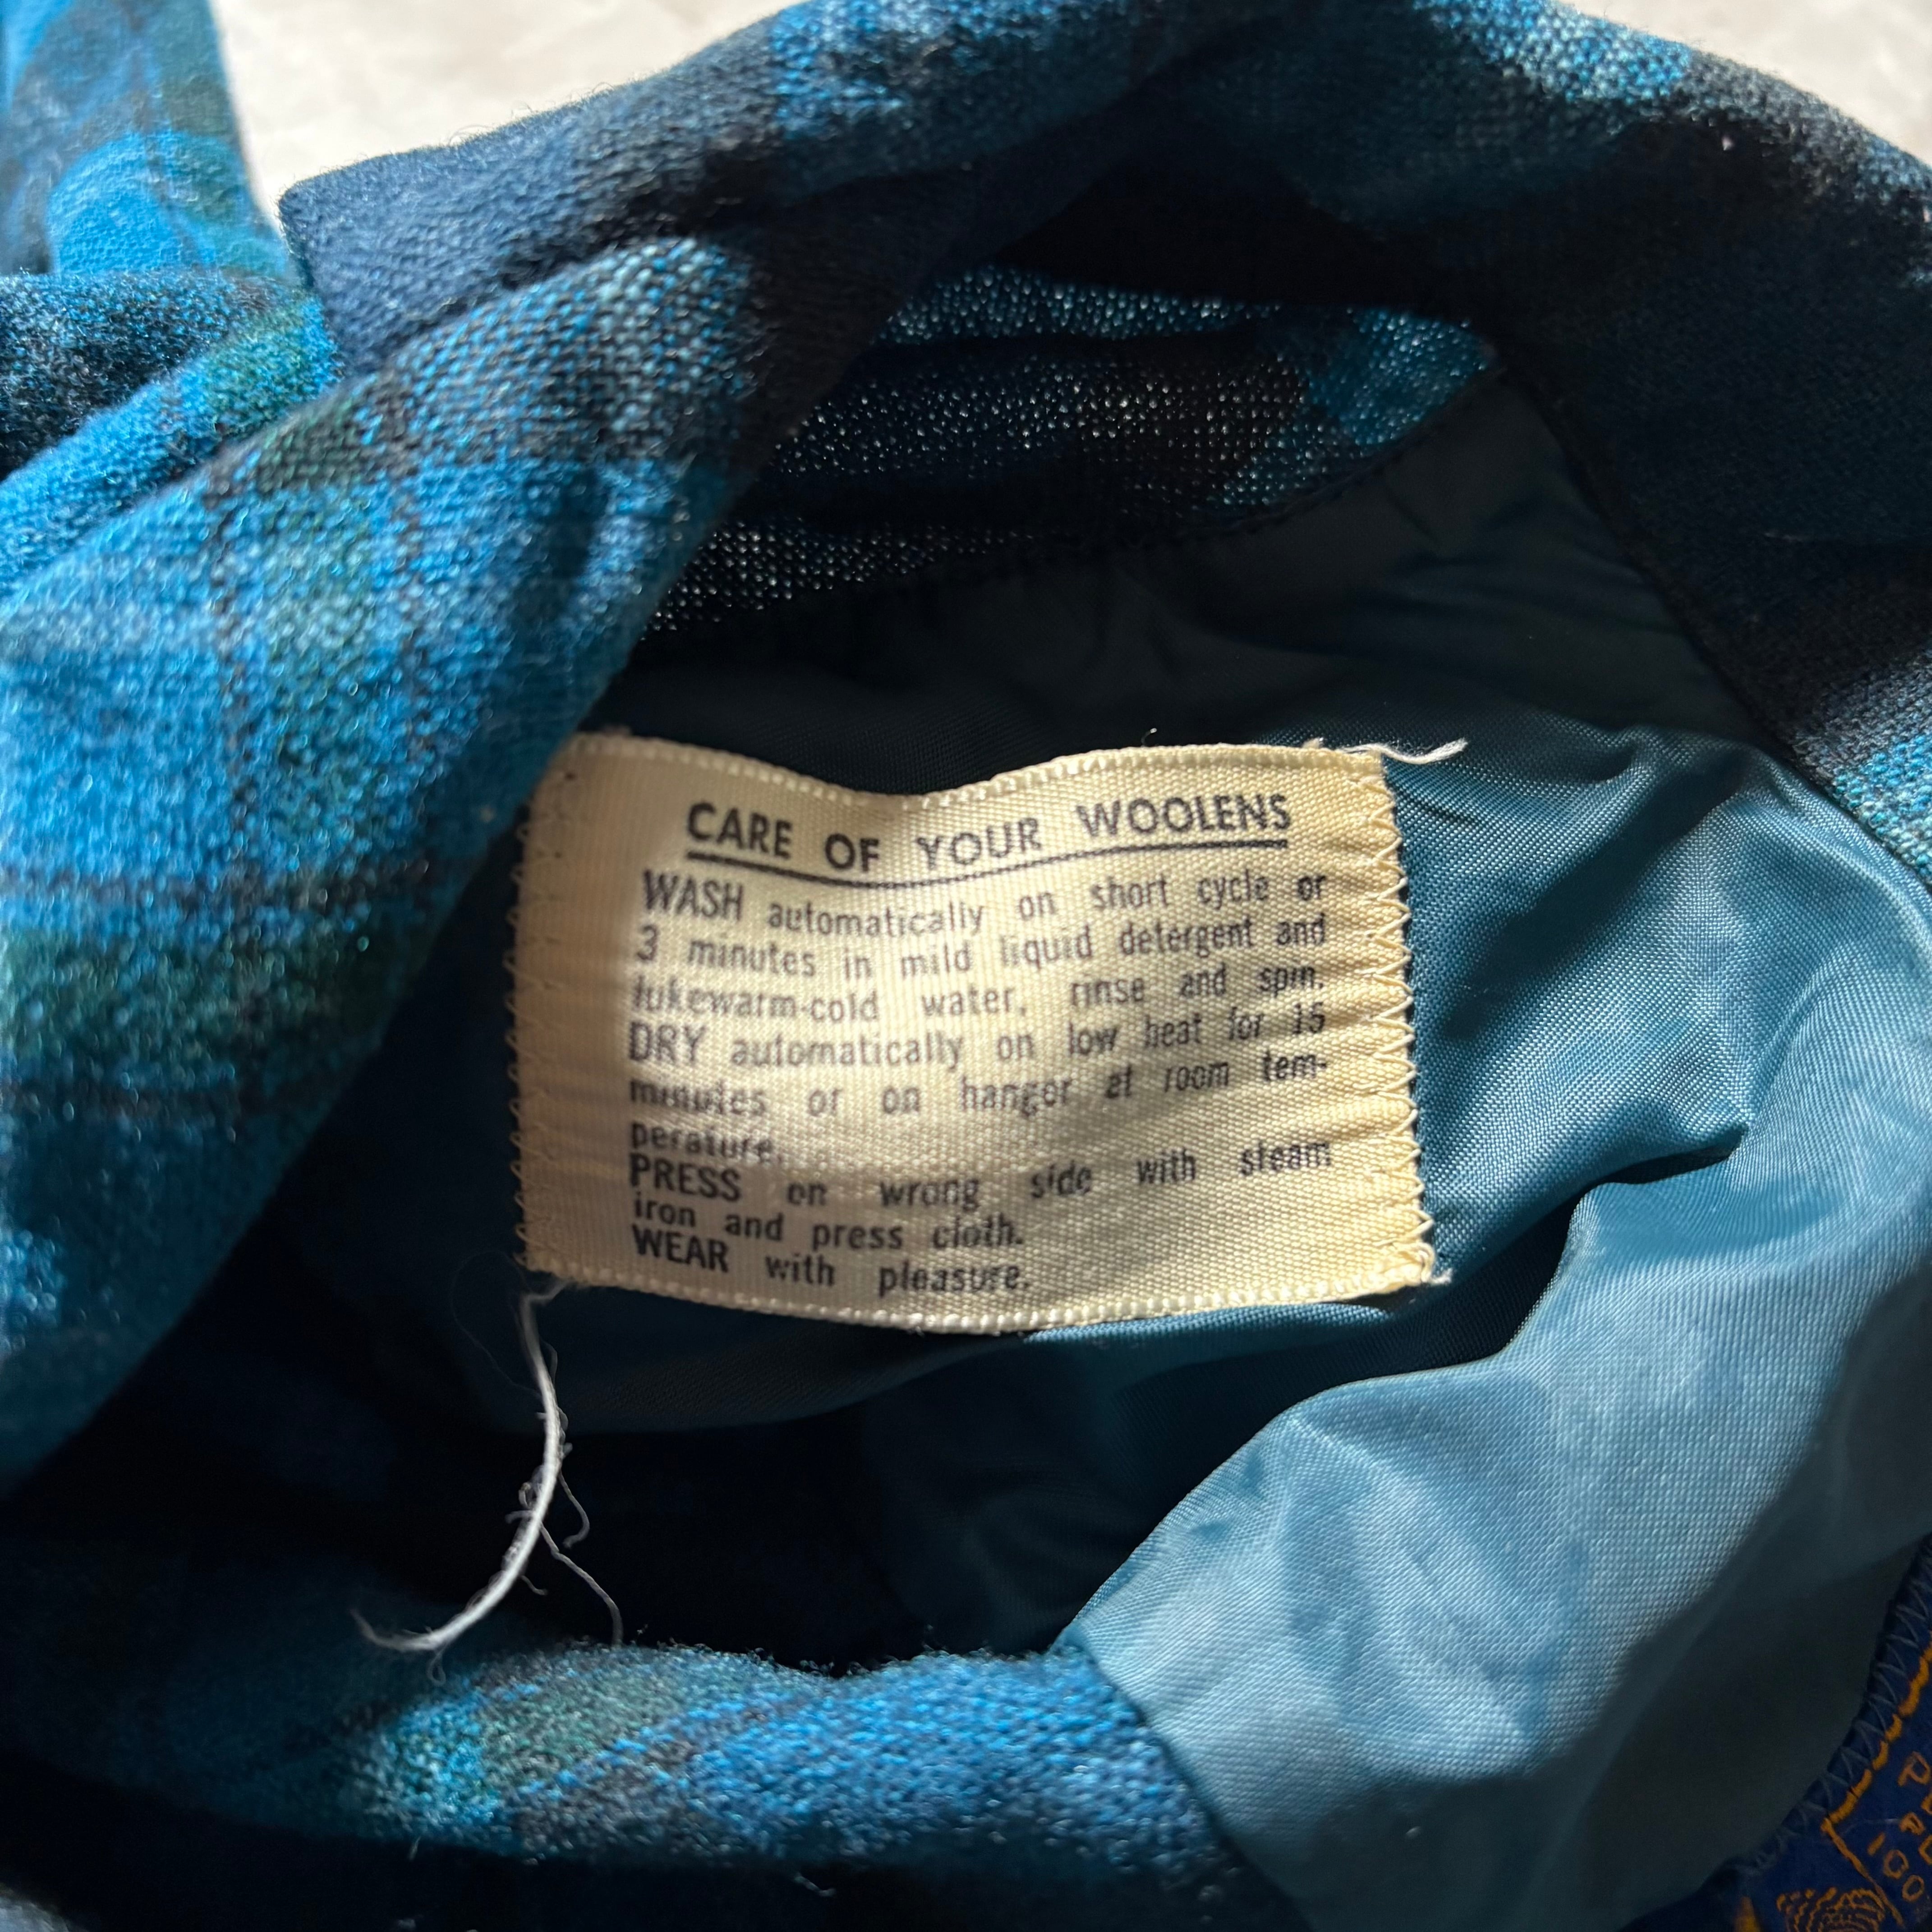 CARE OF YOUR WOOLENS
WASH automatically on short cycle or
3 minutes in mild liquid detergent and
lukewarm-cold water, rinse and spin.
DRY automatically on low heat for 15
minutes or on hanger at room tem-
perature.
PRESS on wrong side with steam
iron and press cloth.
WEAR with pleasure.
100